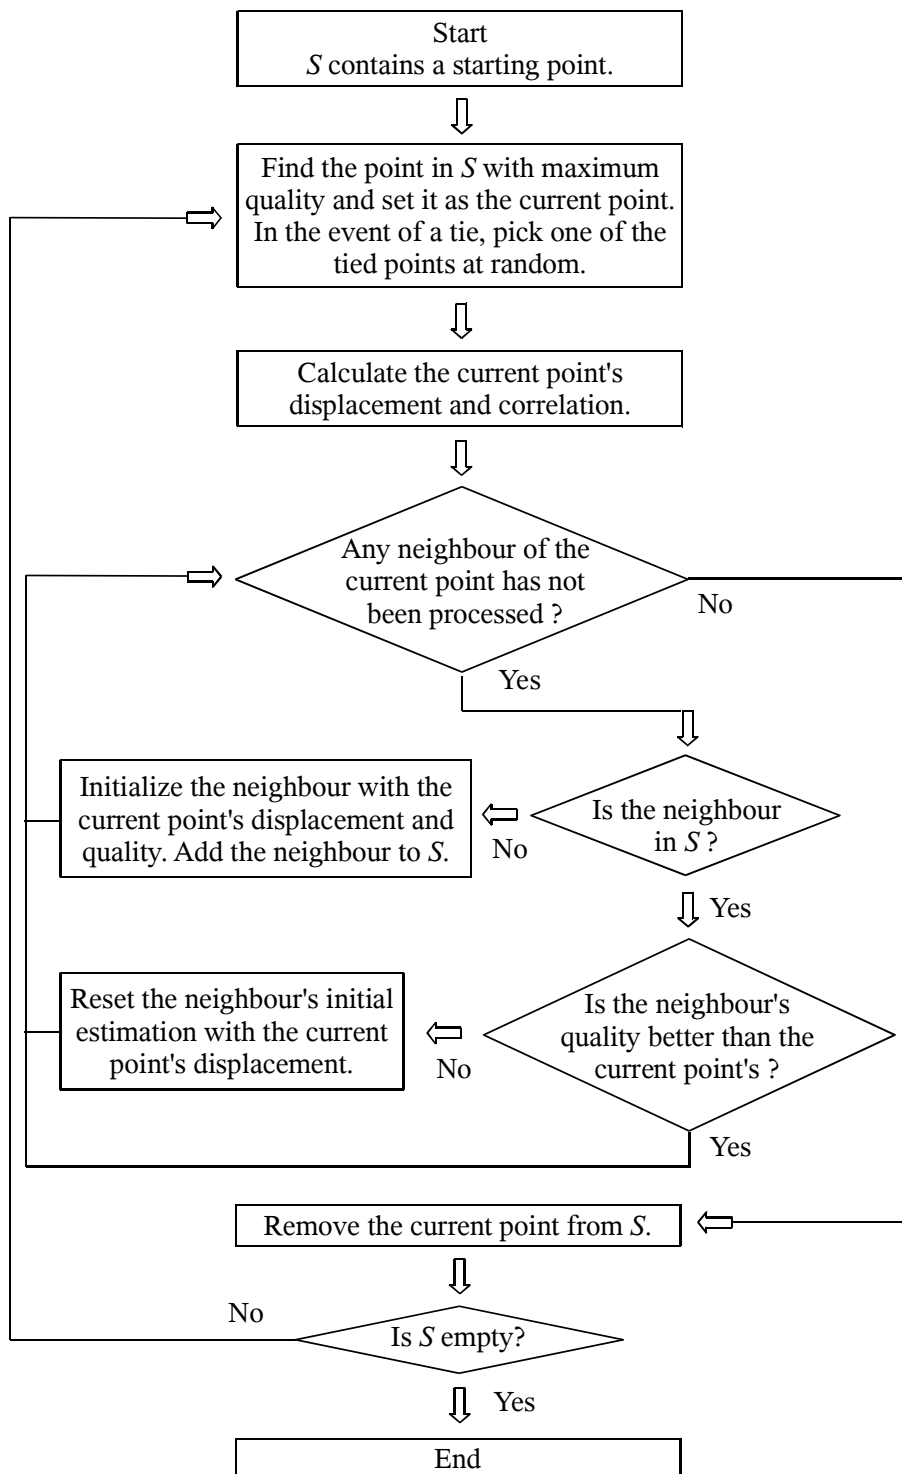 Start
S contains a starting point.
Find the point in S with maximum
quality and set it as the current point.
In the event of a tie, pick one of the
tied points at random.
Calculate the current point's
displacement and correlation.
Any neighbour of the
current point has not
been processed ?
No
Yes
Initialize the neighbour with the
current point's displacement and
quality. Add the neighbour to S.
No
Is the neighbour
in S ?
Yes
Reset the neighbour's initial
estimation with the current
point's displacement.
No
Is the neighbour's
quality better than the
current point's ?
Yes
Remove the current point from S.
No
Is S empty?
Yes
End